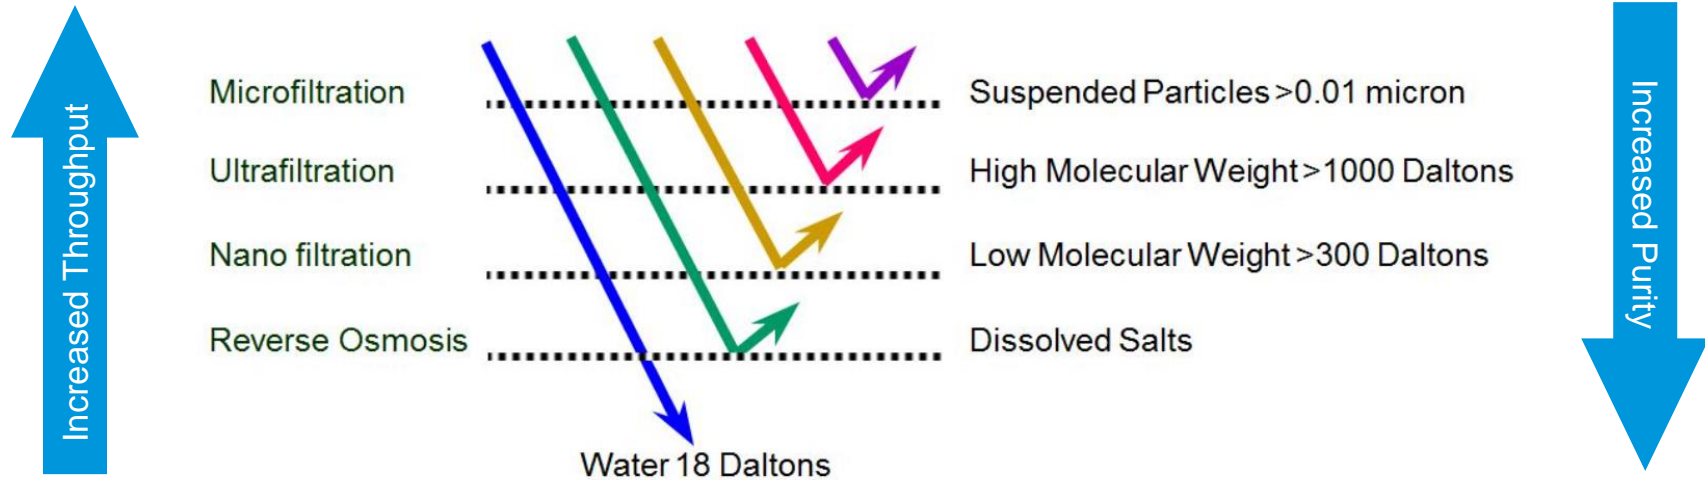 Increased Throughput
Microfiltration
Suspended Particles >0.01 micron
Ultrafiltration
High Molecular Weight >1000 Daltons
Nano filtration
Low Molecular Weight >300 Daltons
Reverse Osmosis
Dissolved Salts
Water 18 Daltons
Increased Purity